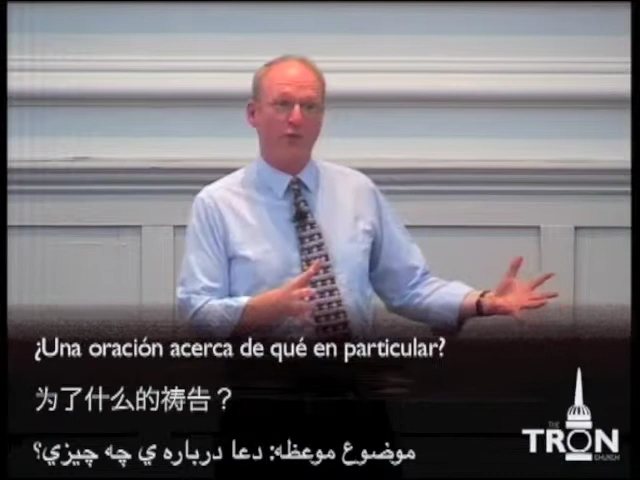 ¿Una oración acerca de qué en particular?
为了什么的祷告？
موضوع موعظه: دعا درباره ي چه چيزي؟
THE
TRON
CHURCH